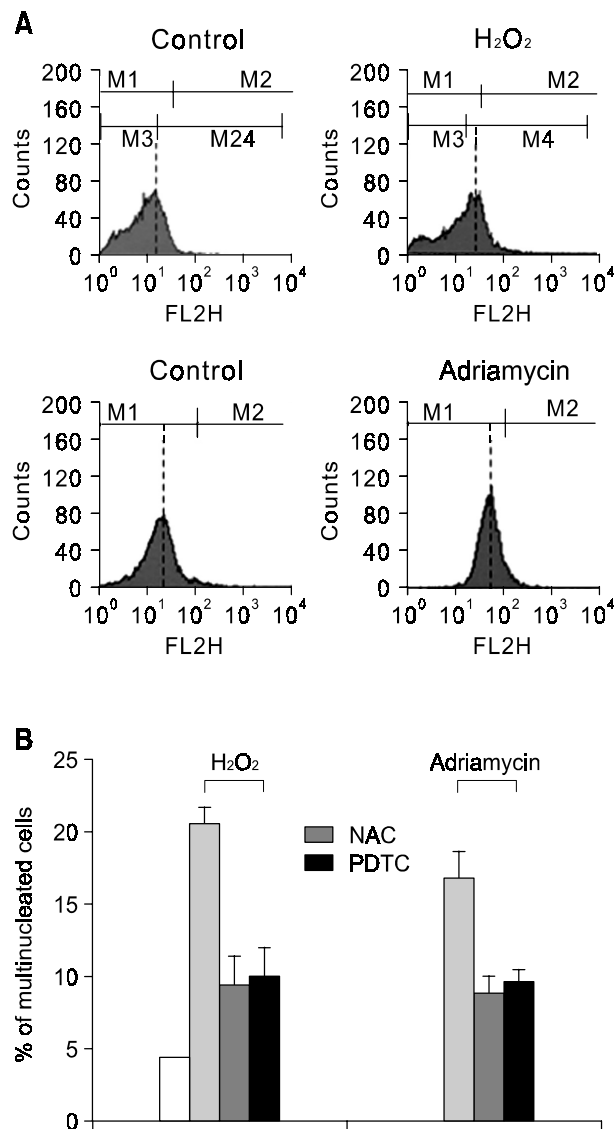 A
Control
H₂O₂
200
160
120
80
40
0
Counts
M1
M2
M3
M24
10⁰ 10¹ 10² 10³ 10⁴
FL2H
200
160
120
80
40
0
Counts
M1
M2
M3
M4
10⁰ 10¹ 10² 10³ 10⁴
FL2H
Control
Adriamycin
200
160
120
80
40
0
Counts
M1
M2
10⁰ 10¹ 10² 10³ 10⁴
FL2H
200
160
120
80
40
0
Counts
M1
M2
10⁰ 10¹ 10² 10³ 10⁴
FL2H
B
25
20
15
10
5
0
% of multinucleated cells
H₂O₂
Adriamycin
NAC
PDTC